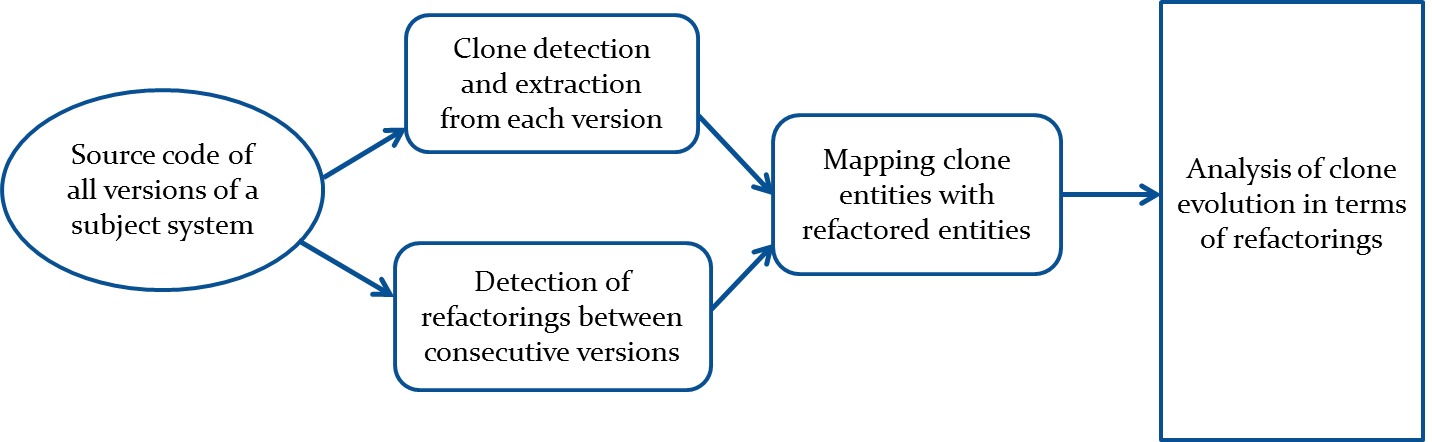 Source code of
all versions of a
subject system
Clone detection
and extraction
from each version
Detection of
refactorings between
consecutive versions
Mapping clone
entities with
refactored entities
Analysis of clone
evolution in terms
of refactorings